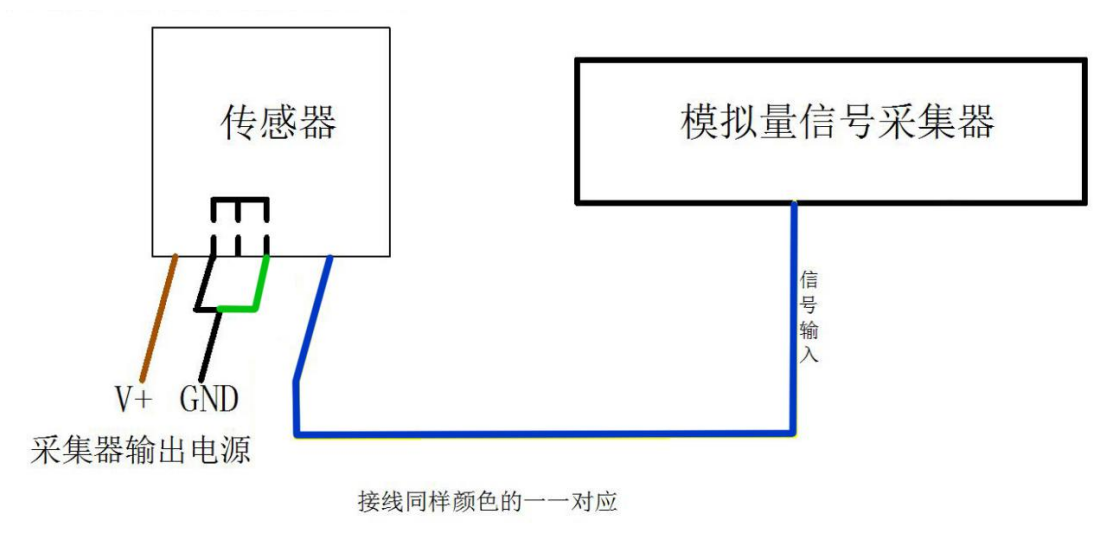 传感器
模拟量信号采集器
信号输入
V+ GND
采集器输出电源
接线同样颜色的一一对应